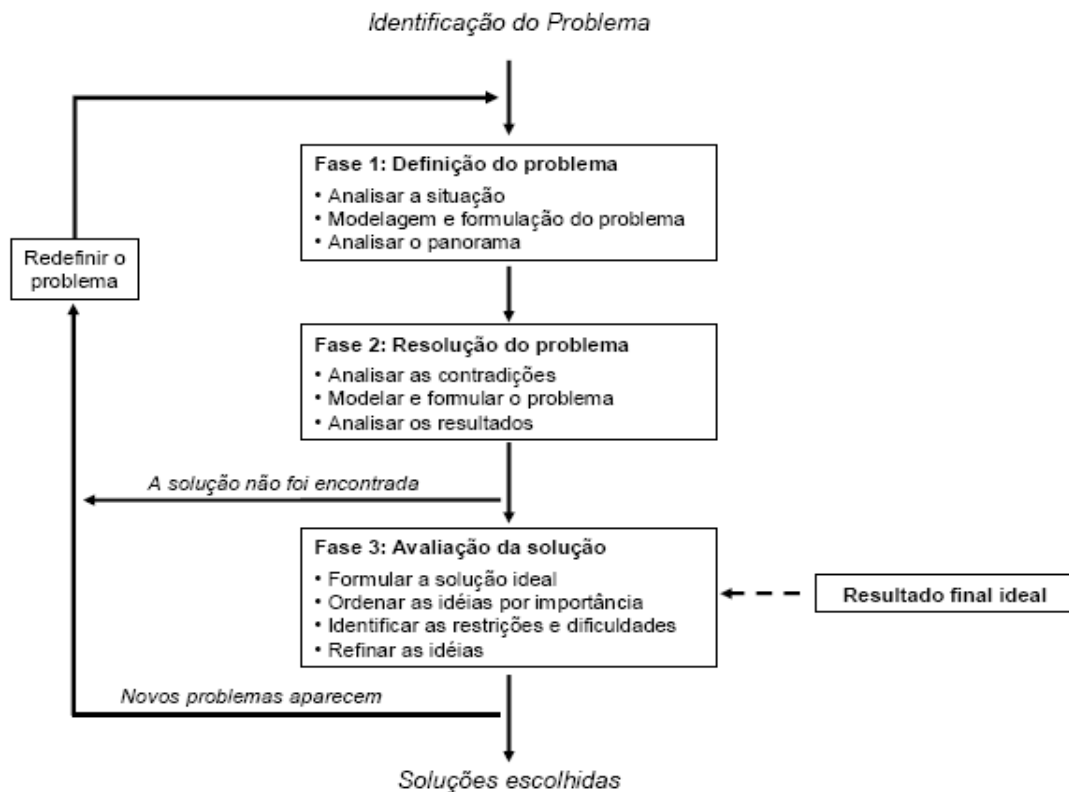 Identificação do Problema
Fase 1: Definição do problema
• Analisar a situação
• Modelagem e formulação do problema
• Analisar o panorama
Redefinir o
problema
Fase 2: Resolução do problema
• Analisar as contradições
• Modelar e formular o problema
• Analisar os resultados
A solução não foi encontrada
Fase 3: Avaliação da solução
• Formular a solução ideal
• Ordenar as idéias por importância
• Identificar as restrições e dificuldades
• Refinar as idéias
Resultado final ideal
Novos problemas aparecem
Soluções escolhidas